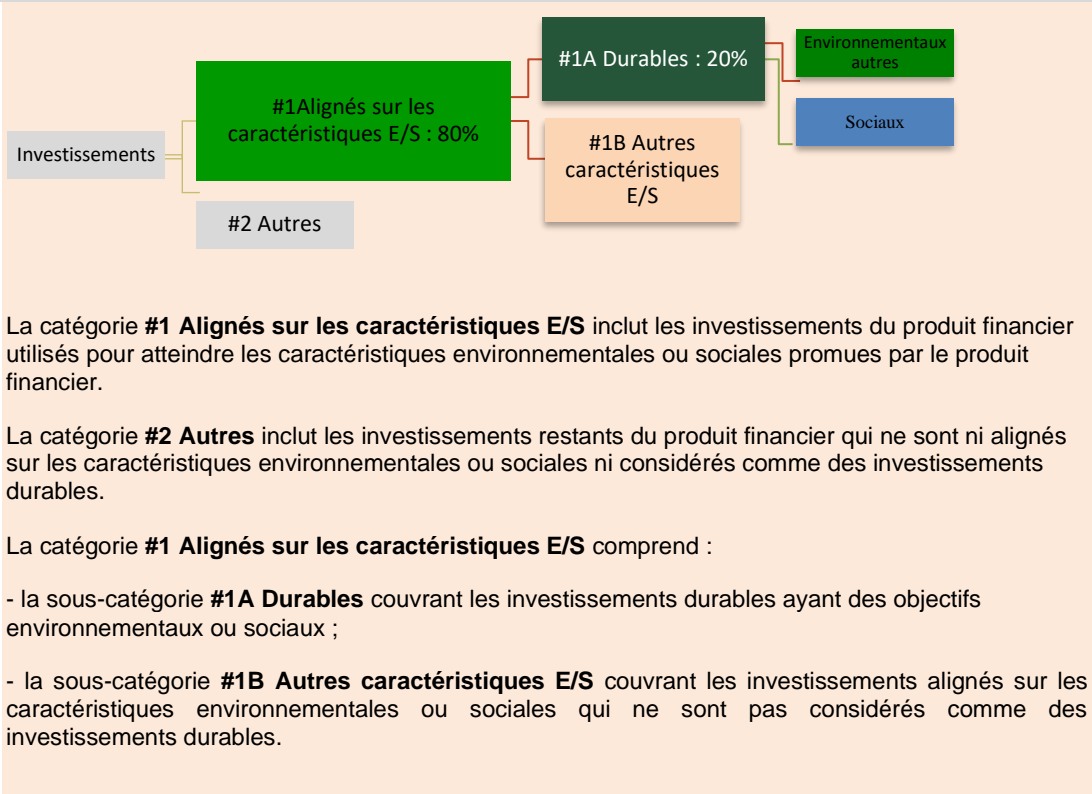 Investissements
#1Alignés sur les
caractéristiques E/S : 80%
#2 Autres
#1A Durables : 20%
#1B Autres
caractéristiques
E/S
Environnementaux
autres
Sociaux
La catégorie #1 Alignés sur les caractéristiques E/S inclut les investissements du produit financier
utilisés pour atteindre les caractéristiques environnementales ou sociales promues par le produit
financier.
La catégorie #2 Autres inclut les investissements restants du produit financier qui ne sont ni alignés
sur les caractéristiques environnementales ou sociales ni considérés comme des investissements
durables.
La catégorie #1 Alignés sur les caractéristiques E/S comprend :
- la sous-catégorie #1A Durables couvrant les investissements durables ayant des objectifs
environnementaux ou sociaux ;
- la sous-catégorie #1B Autres caractéristiques E/S couvrant les investissements alignés sur les
caractéristiques environnementales ou sociales qui ne sont pas considérés comme des
investissements durables.